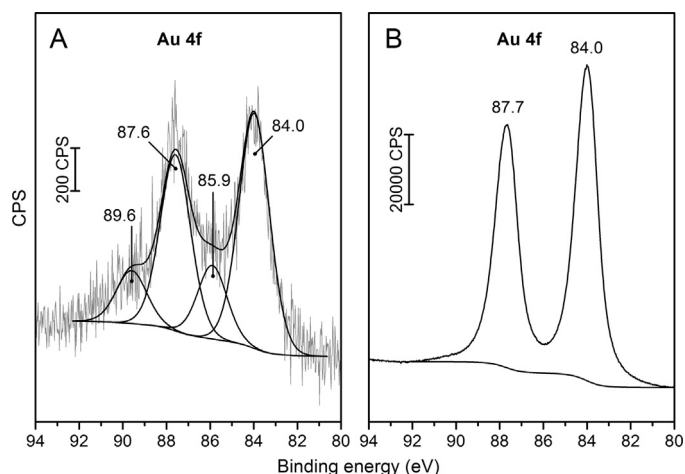 A
Au 4f
84.0
87.6
85.9
89.6
200 CPS
CPS
94 92 90 88 86 84 82 80
B
Au 4f
84.0
87.7
20000 CPS
94 92 90 88 86 84 82 80
Binding energy (eV)